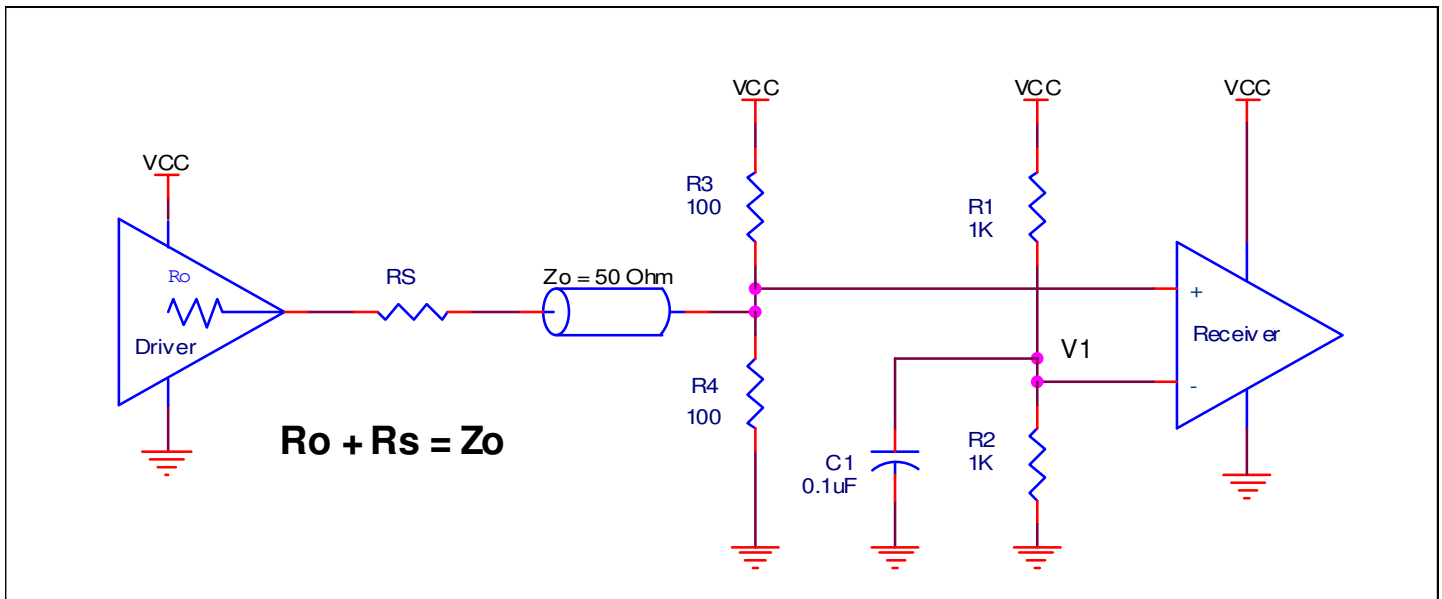 VCC
VCC
VCC
VCC
R3
100
R1
1K
Ro
RS
Zo = 50 Ohm
+
Driver
Receiver
V1
R4
100
-
Ro + Rs = Zo
C1
0.1uF
R2
1K